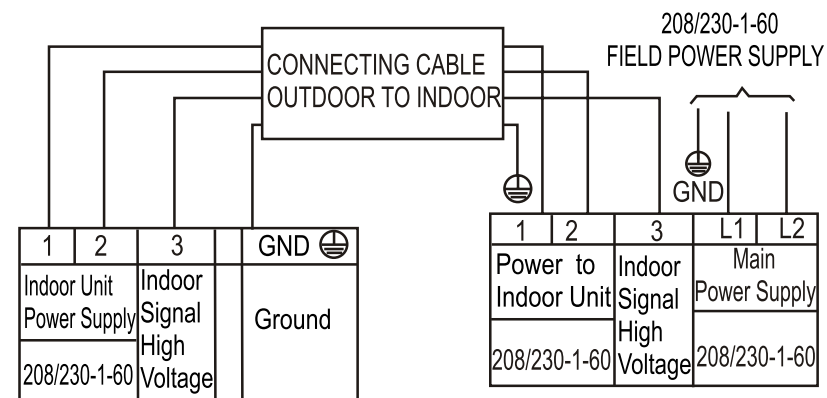 208/230-1-60
FIELD POWER SUPPLY
CONNECTING CABLE
OUTDOOR TO INDOOR
GND
1 2 3 GND
Indoor Unit
Power Supply
208/230-1-60
Indoor
Signal
High
Voltage
Ground
1 2 3 L1 L2
Power to
Indoor Unit
208/230-1-60
Indoor
Signal
High
Voltage
Main
Power Supply
208/230-1-60